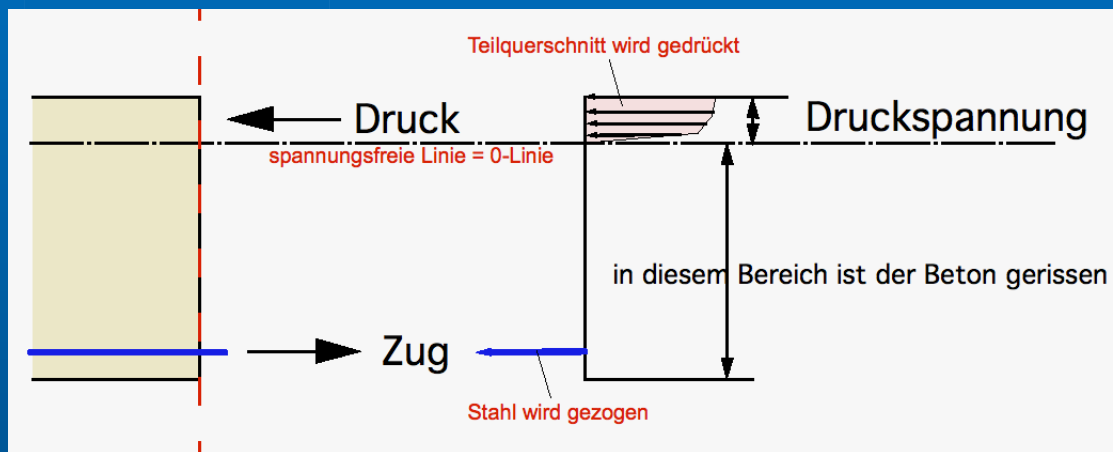 Teilquerschnitt wird gedrückt
Druck
Druckspannung
spannungsfreie Linie = 0-Linie
in diesem Bereich ist der Beton gerissen
Zug
Stahl wird gezogen